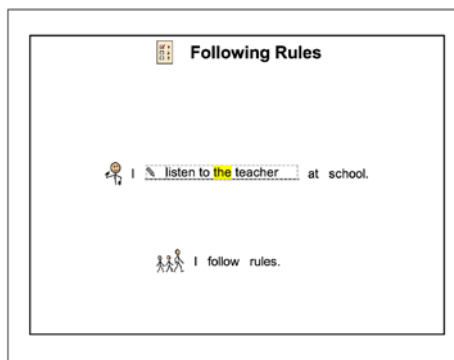 Following Rules
I listen to the teacher at school.
I follow rules.